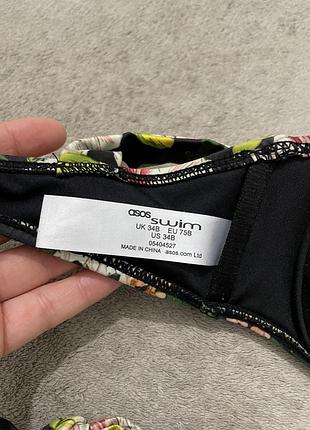 asos swim
UK 34B EU 75B
US 34B
05404527
MADE IN CHINA asos.com Ltd